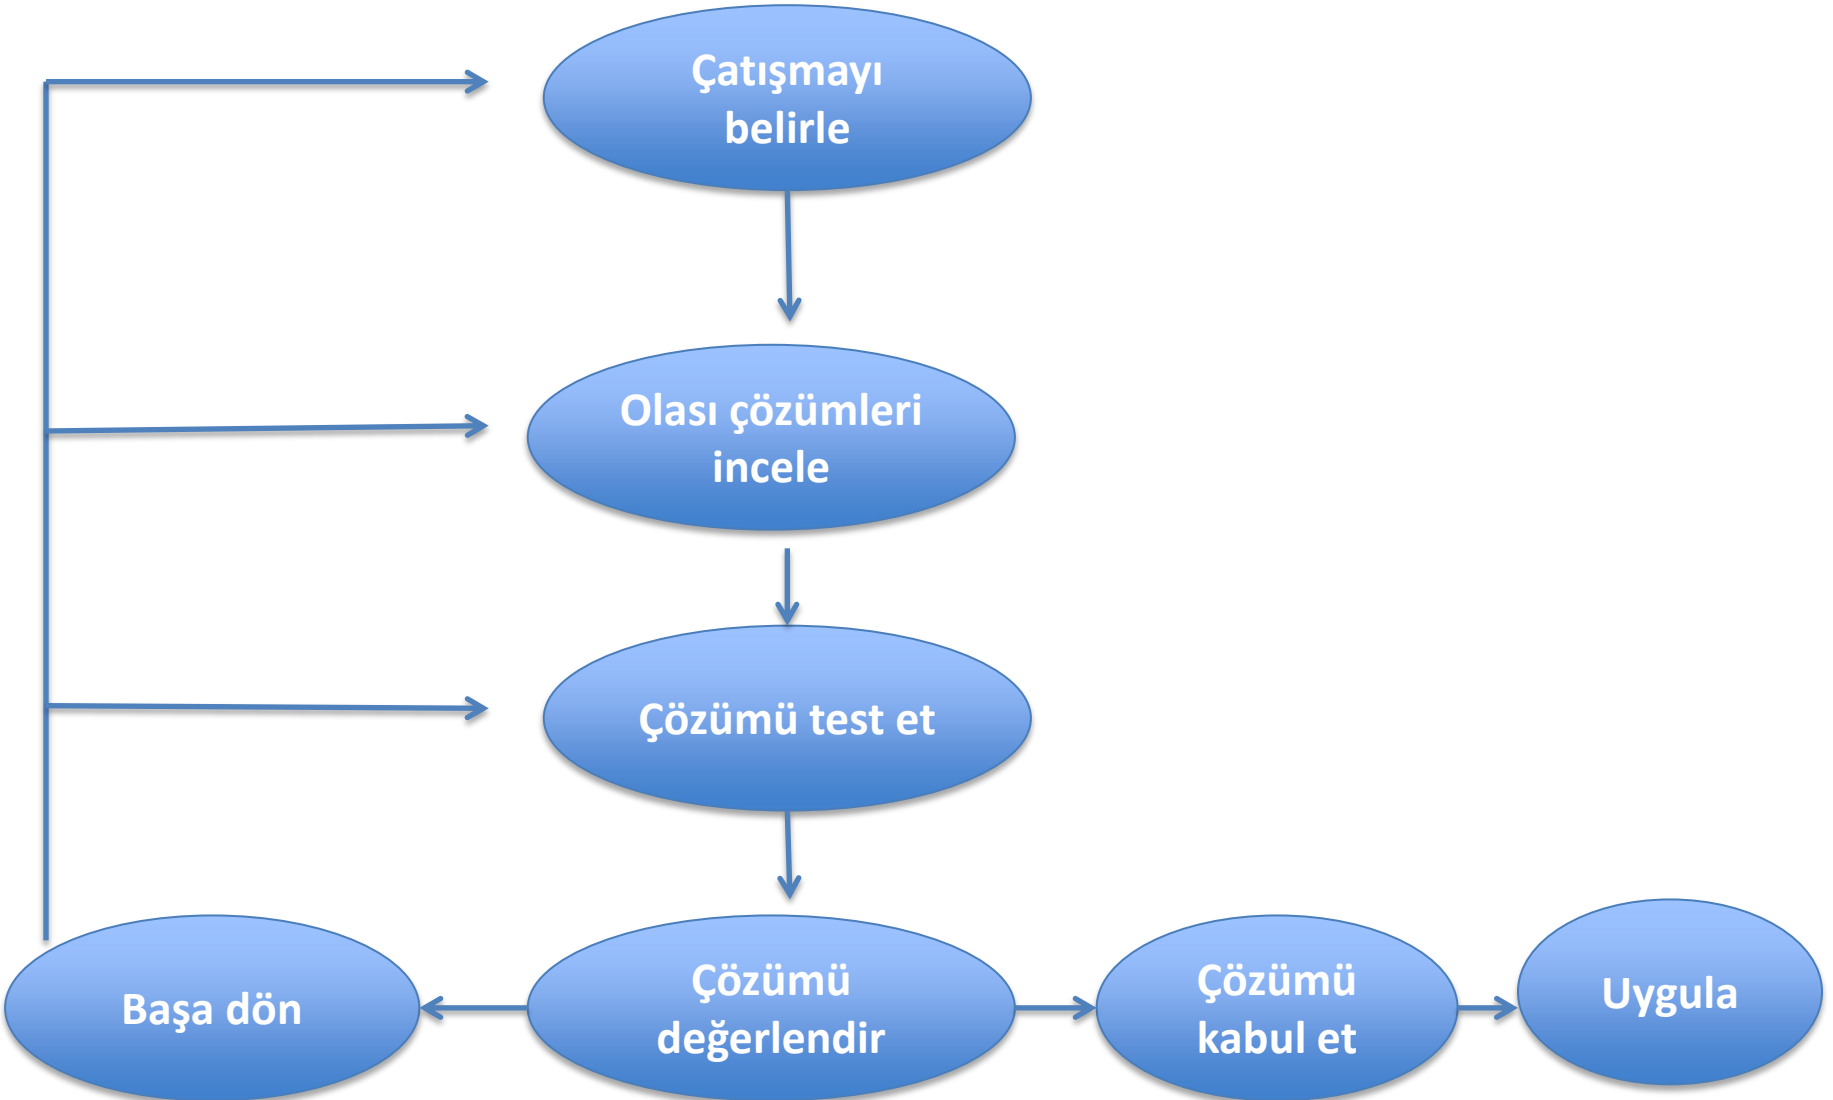 Çatışmayı
belirle
Olası çözümleri
incele
Çözümü test et
Başa dön
Çözümü
değerlendir
Çözümü
kabul et
Uygula